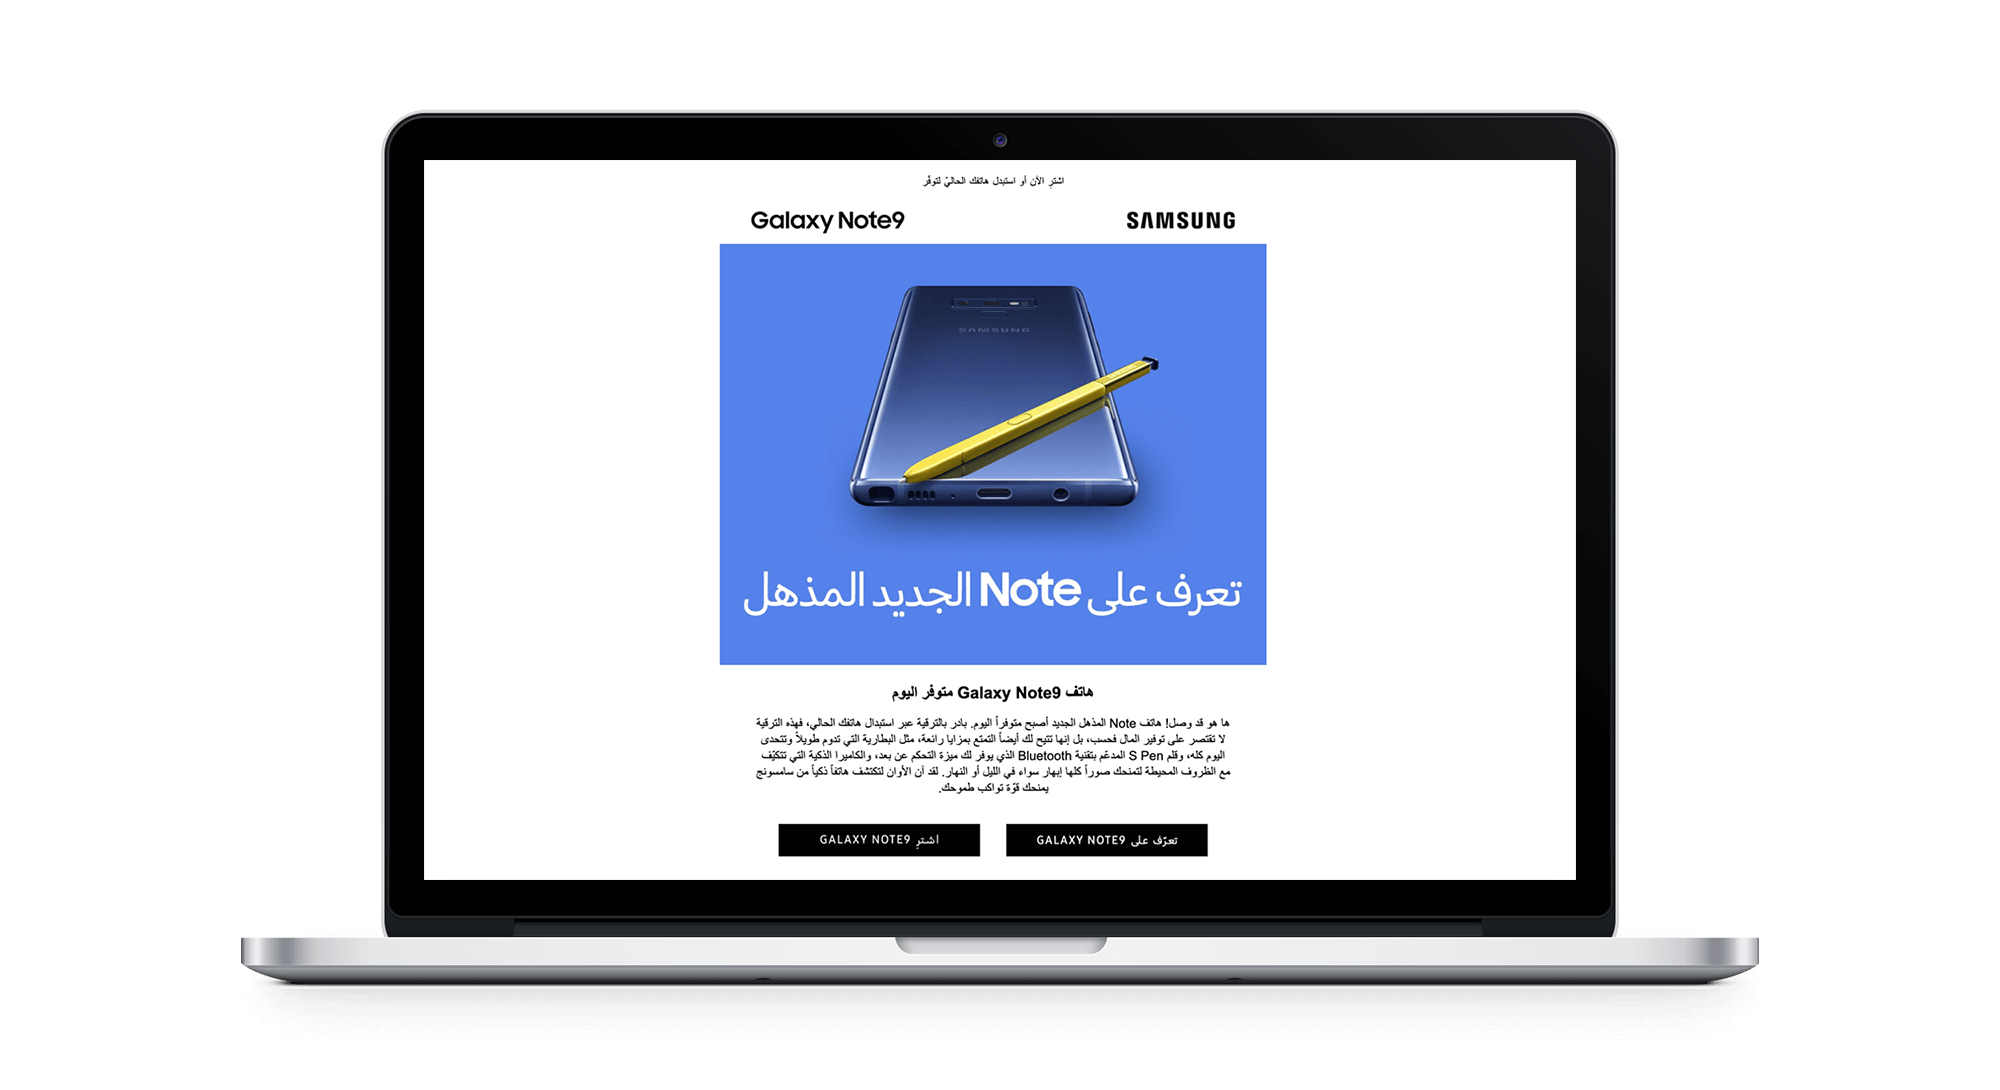 اشترِ الآن أو استبدل هاتفك الحاليّ لتوفّر
SAMSUNG
Galaxy Note9
SAMSUNG
تعرف على Note الجديد المذهل
هاتف Galaxy Note9 متوفر اليوم
ها هو قد وصل! هاتف Note المذهل الجديد أصبح متوفراً اليوم. بادر بالترقية عبر استبدال هاتفك الحالي، فهذه الترقية
لا تقتصر على توفير المال فحسب، بل إنها تتيح لك أيضاً التمتع بمزايا رائعة، مثل البطارية التي تدوم طويلاً وتتحدى
اليوم كله، وقلم S Pen المدعّم بتقنية Bluetooth الذي يوفر لك ميزة التحكم عن بعد، والكاميرا الذكية التي تتكيّف
مع الظروف المحيطة لتمنحك صوراً كلها إبهار سواء في الليل أو النهار. لقد آن الأوان لتكتشف هاتفاً ذكياً من سامسونج
يمنحك قوّة تواكب طموحك.
تعرّف على GALAXY NOTE9
اشترِ GALAXY NOTE9